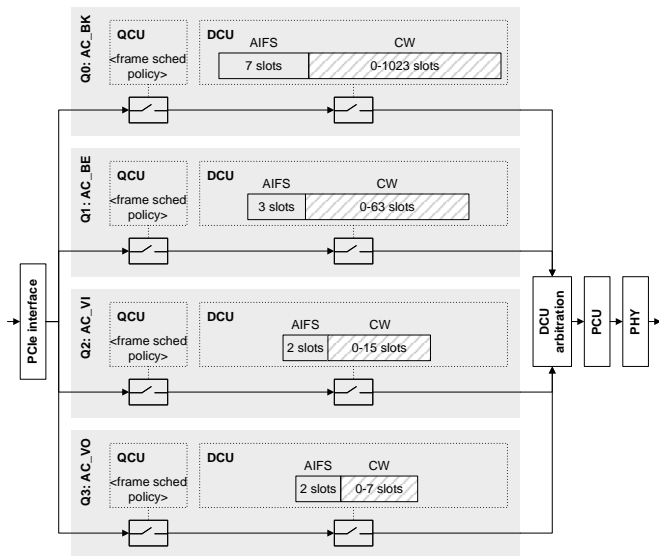 Q0: AC_BK
QCU
<frame sched
policy>
DCU
AIFS
CW
7 slots
0-1023 slots
Q1: AC_BE
QCU
<frame sched
policy>
DCU
AIFS
CW
3 slots
0-63 slots
PCIe interface
Q2: AC_VI
QCU
<frame sched
policy>
DCU
AIFS
CW
2 slots
0-15 slots
DCU
arbitration
PCU
PHY
Q3: AC_VO
QCU
<frame sched
policy>
DCU
AIFS
CW
2 slots
0-7 slots